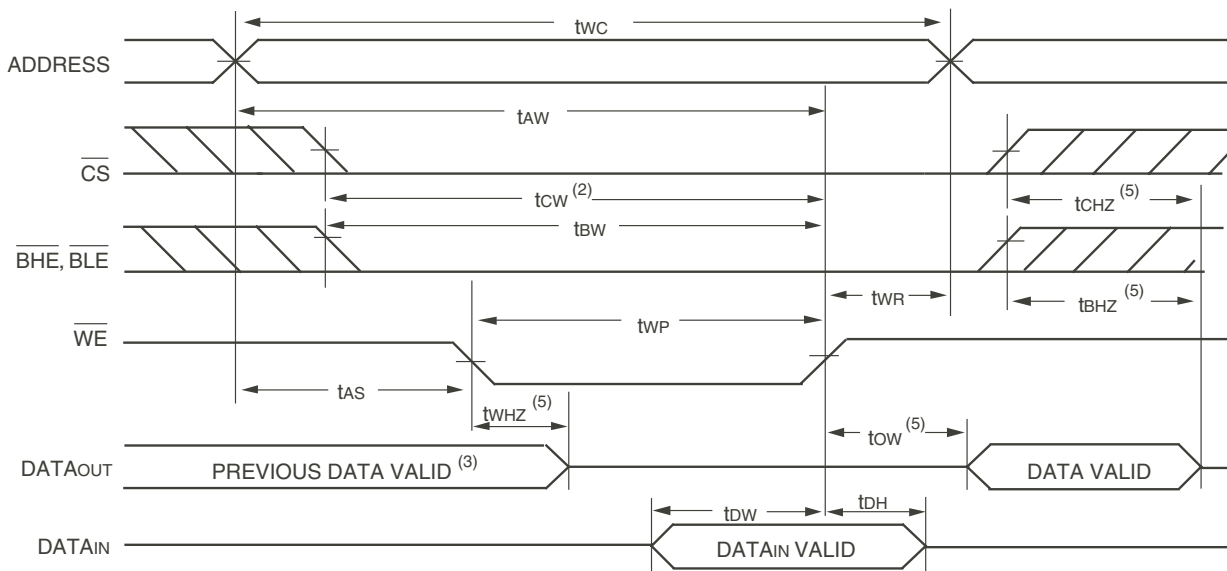 tWC
ADDRESS
tAW
CS
tCW (2)
tCHZ (5)
tBW
BHE, BLE
tWR
tBHZ (5)
WE
tWP
tAS
tWHZ (5)
tOW (5)
DATAOUT
PREVIOUS DATA VALID (3)
DATA VALID
tDW
tDH
DATAIN
DATAIN VALID